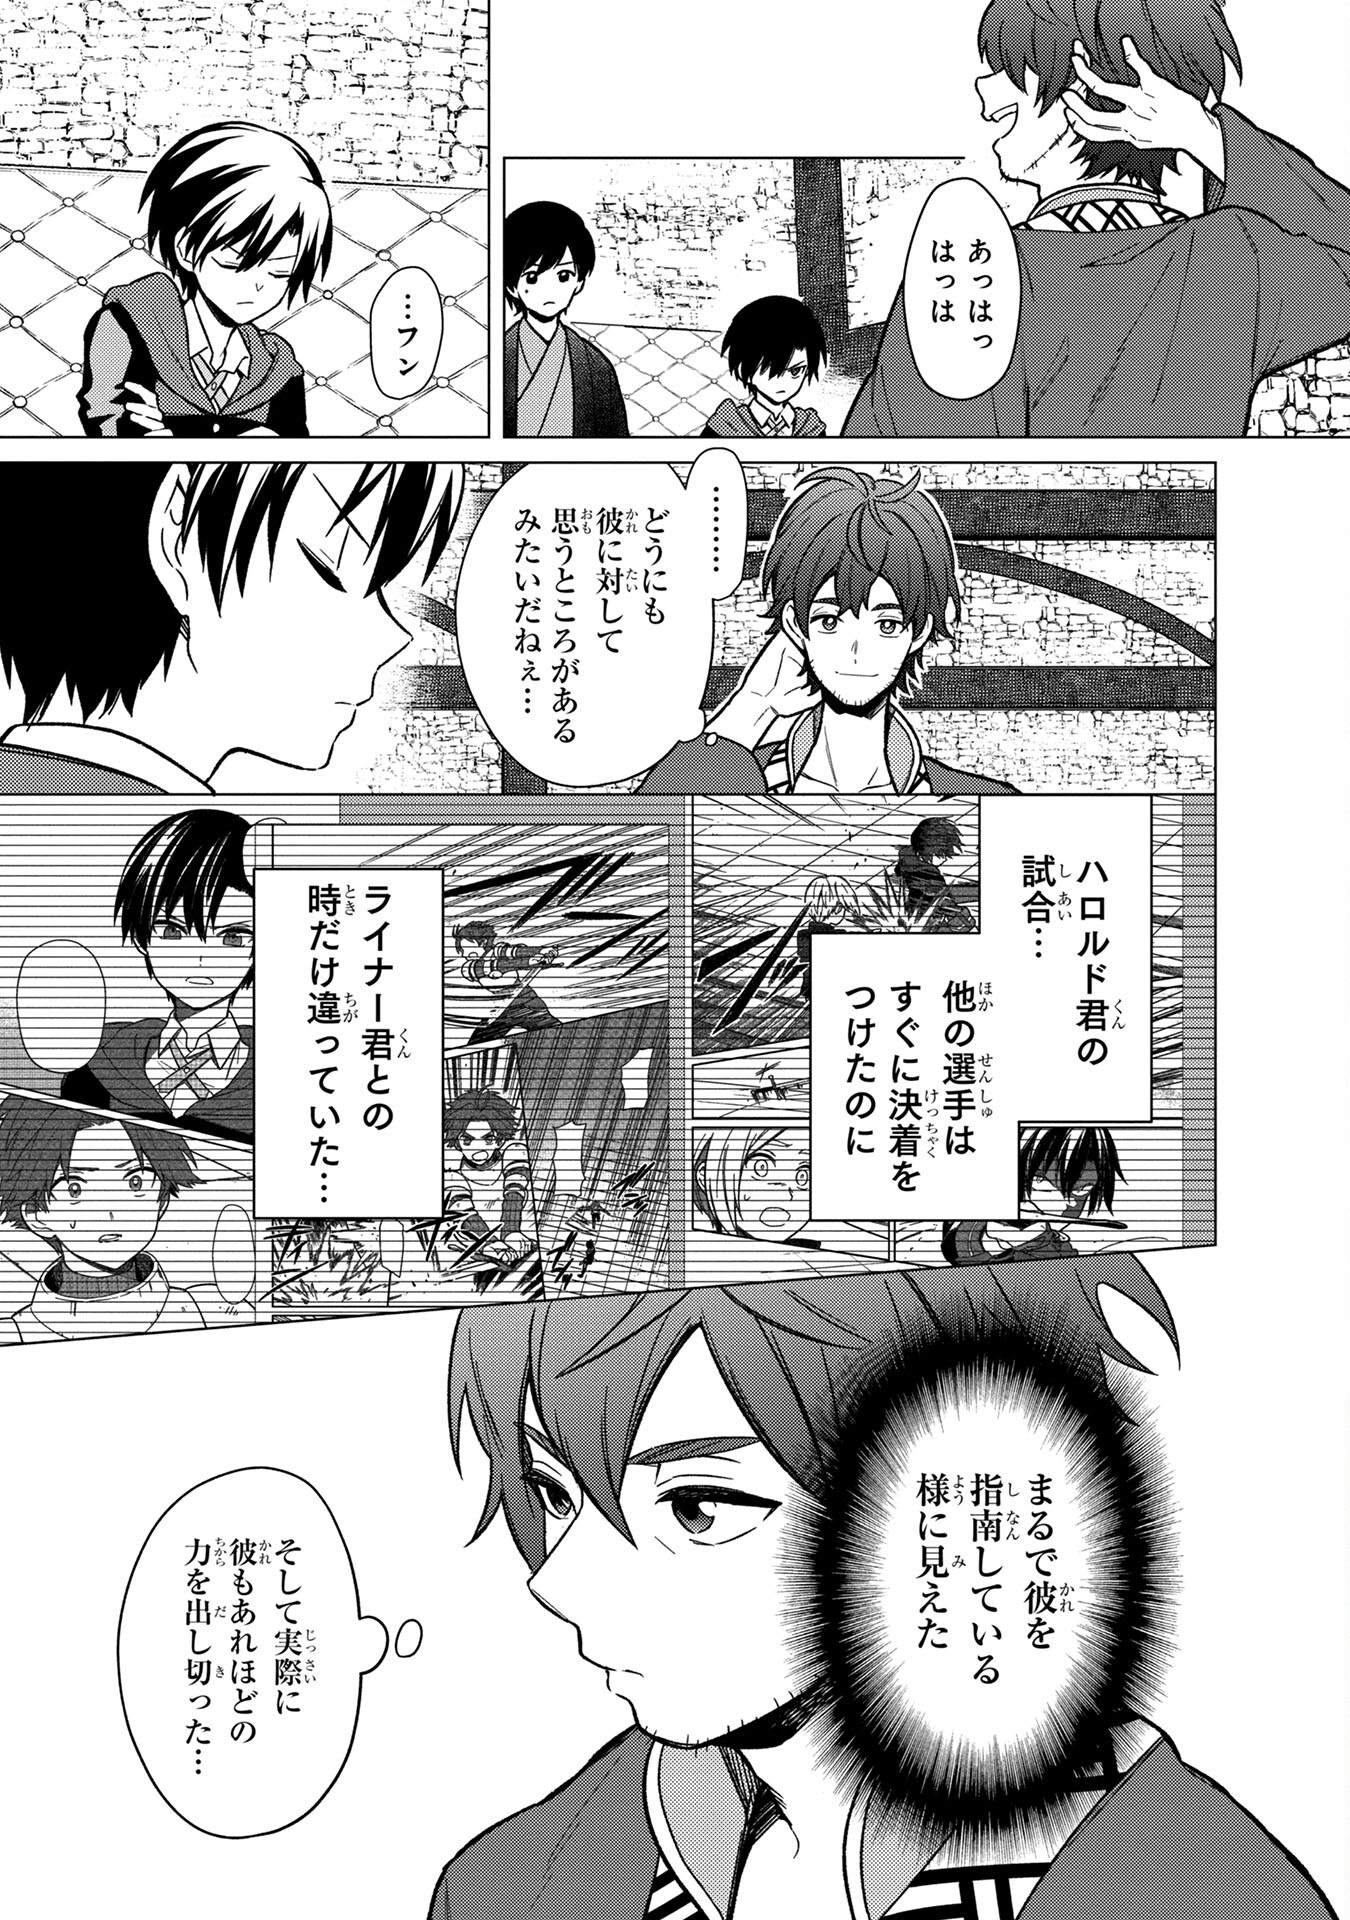 あっはっ
はっは
…フン
………
どうにも
彼に対して
思うところがある
みたいだねぇ…
ハロルド君の
試合…
他の選手は
すぐに決着を
つけたのに
ライナー君との
時だけ違っていた…
まるで彼を
指南している
様に見えた
そして実際に
彼もあれほどの
力を出し切った…